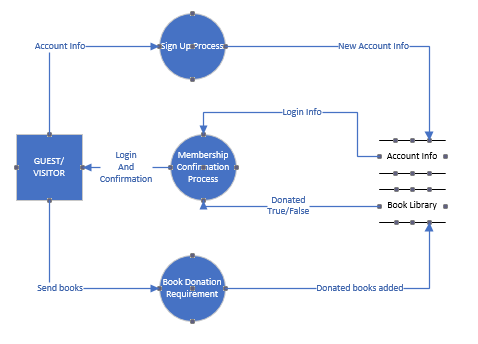 Account Info
Sign Up Process
New Account Info
Login Info
GUEST/
VISITOR
Login
And
Confirmation
Membership
Confirmation
Process
Account Info
Donated
True/False
Book Library
Send books
Book Donation
Requirement
Donated books added